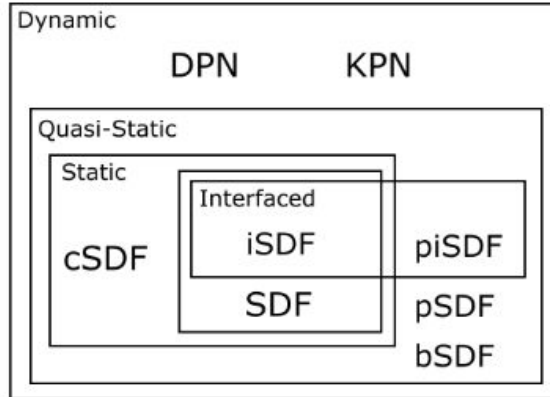 Dynamic
DPN KPN
Quasi-Static
Static
Interfaced
cSDF iSDF piSDF
SDF pSDF
bSDF